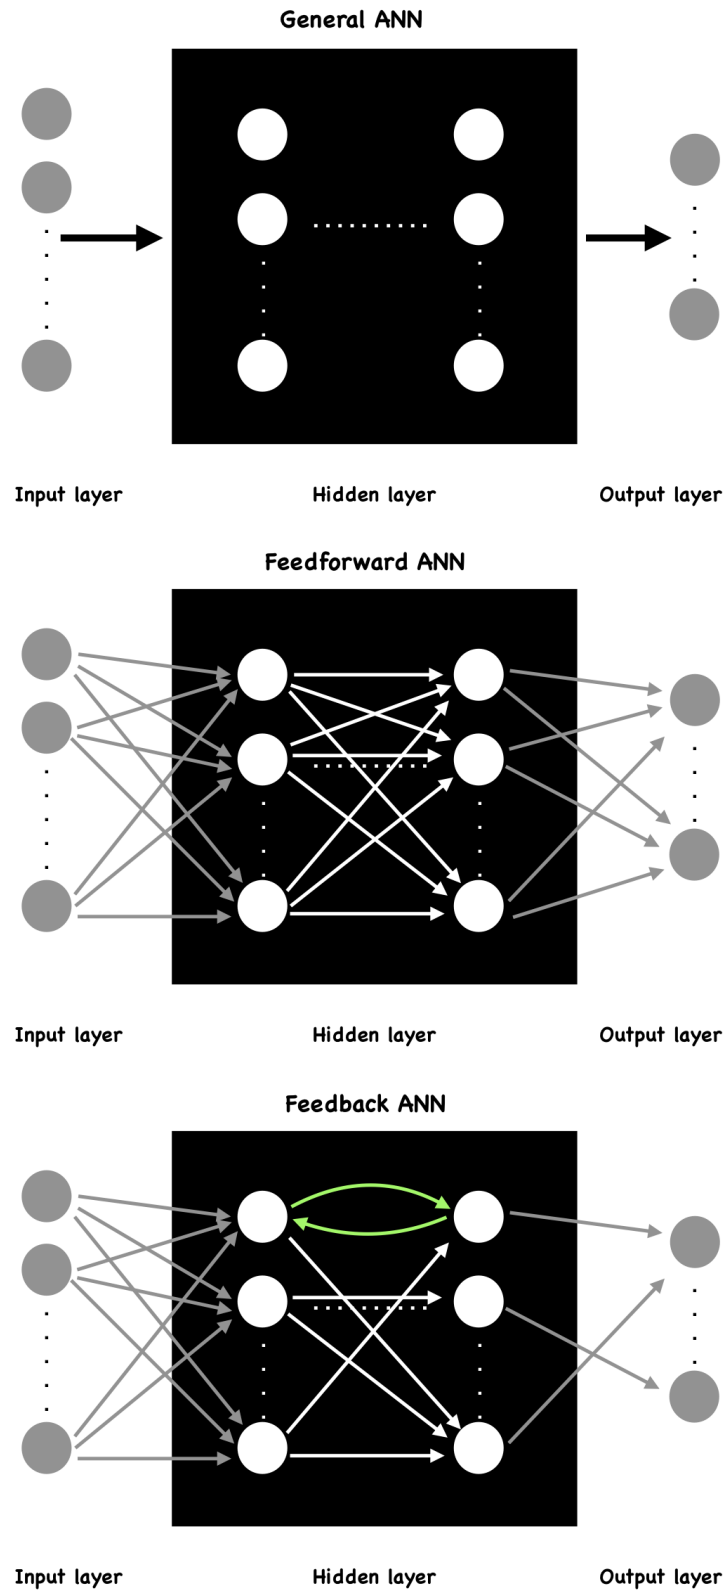 General ANN
Input layer Hidden layer Output layer
Feedforward ANN
Input layer Hidden layer Output layer
Feedback ANN
Input layer Hidden layer Output layer